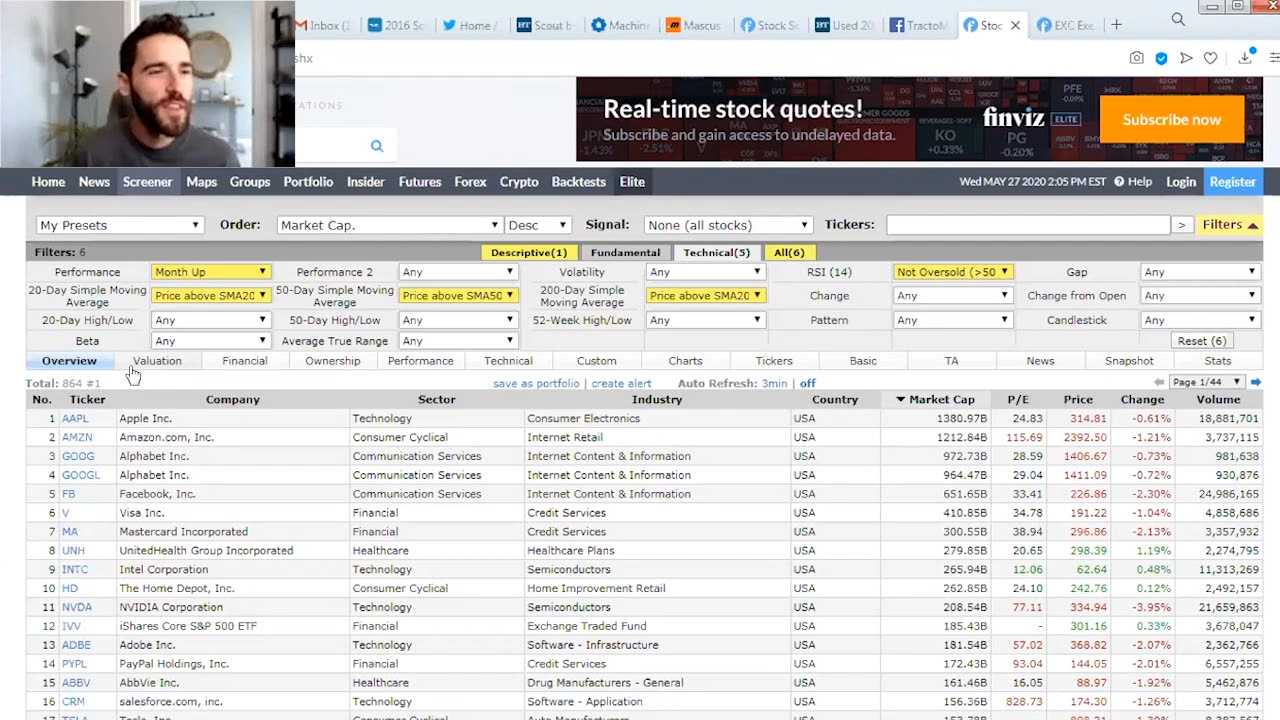 Inbox (1 2016 Sc Home / Scout b Machin Mascus Stock S Used 20 TractoM Stoc EXC Exe
shx
ATIONS
Real-time stock quotes!
Subscribe and gain access to undelayed data.
finviz ELITE
Subscribe now
PFE -0.09%
KO +0.33%
PG -0.20%
Home News Screener Maps Groups Portfolio Insider Futures Forex Crypto Backtests Elite Wed MAY 27 2020 2:05 PM EST Help Login Register
My Presets Order: Market Cap. Desc Signal: None (all stocks) Tickers: > Filters
Filters: 6 Descriptive(1) Fundamental Technical(5) All(6)
Performance Month Up Performance 2 Any Volatility Any RSI (14) Not Oversold (>50 Gap Any
20-Day Simple Moving Average Price above SMA20 50-Day Simple Moving Average Price above SMA50 200-Day Simple Moving Average Price above SMA20 Change Any Change from Open Any
20-Day High/Low Any 50-Day High/Low Any 52-Week High/Low Any Pattern Any Candlestick Any
Beta Any Average True Range Any Reset (6)
Overview Valuation Financial Ownership Performance Technical Custom Charts Tickers Basic TA News Snapshot Stats
Total: 864 #1 save as portfolio | create alert Auto Refresh: 3min | off Page 1/44
No. Ticker Company Sector Industry Country Market Cap P/E Price Change Volume
1 AAPL Apple Inc. Technology Consumer Electronics USA 1380.97B 24.83 314.81 -0.61% 18,881,701
2 AMZN Amazon.com, Inc. Consumer Cyclical Internet Retail USA 1212.84B 115.69 2392.50 -1.21% 3,737,115
3 GOOG Alphabet Inc. Communication Services Internet Content & Information USA 972.73B 28.59 1406.67 -0.73% 981,638
4 GOOGL Alphabet Inc. Communication Services Internet Content & Information USA 964.47B 29.04 1411.09 -0.72% 930,876
5 FB Facebook, Inc. Communication Services Internet Content & Information USA 651.65B 33.41 226.86 -2.30% 24,986,165
6 V Visa Inc. Financial Credit Services USA 410.85B 34.78 191.22 -1.04% 4,858,686
7 MA Mastercard Incorporated Financial Credit Services USA 300.55B 38.94 296.86 -2.13% 3,357,932
8 UNH UnitedHealth Group Incorporated Healthcare Healthcare Plans USA 279.85B 20.65 298.39 1.19% 2,274,795
9 INTC Intel Corporation Technology Semiconductors USA 265.94B 12.06 62.64 0.48% 11,313,269
10 HD The Home Depot, Inc. Consumer Cyclical Home Improvement Retail USA 262.85B 24.10 242.76 0.12% 2,492,195
11 NVDA NVIDIA Corporation Technology Semiconductors USA 208.54B 77.11 334.94 -3.95% 21,659,863
12 IVV iShares Core S&P 500 ETF Financial Exchange Traded Fund USA 185.43B - 301.16 0.33% 3,678,047
13 ADBE Adobe Inc. Technology Software - Infrastructure USA 181.54B 57.02 368.82 -2.07% 2,362,766
14 PYPL PayPal Holdings, Inc. Financial Credit Services USA 172.43B 93.04 144.05 -2.01% 6,557,255
15 ABBV AbbVie Inc. Healthcare Drug Manufacturers - General USA 161.46B 16.05 88.97 -1.92% 5,462,876
16 CRM salesforce.com, inc. Technology Software - Application USA 156.36B 828.73 174.30 -1.26% 3,712,774